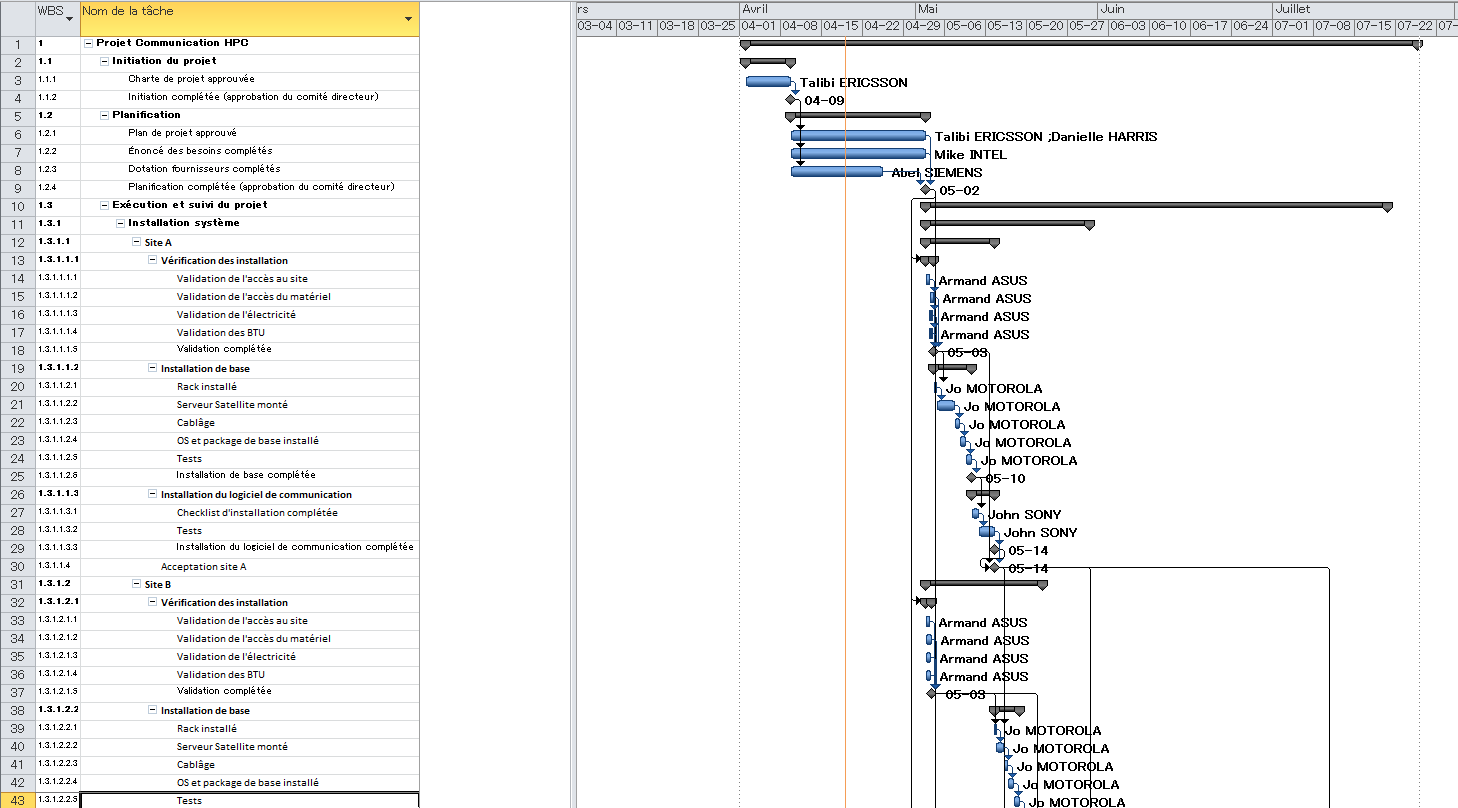 WBS Nom de la tâche rs Avril Mai Juin Juillet
03-04 03-11 03-18 03-25 04-01 04-08 04-15 04-22 04-29 05-06 05-13 05-20 05-27 06-03 06-10 06-17 06-24 07-01 07-08 07-15 07-22 07-
1 1 Projet Communication HPC
2 1.1 Initiation du projet
3 1.1.1 Charte de projet approuvée Talibi ERICSSON
4 1.1.2 Initiation complétée (approbation du comité directeur) 04-09
5 1.2 Planification
6 1.2.1 Plan de projet approuvé Talibi ERICSSON ;Danielle HARRIS
7 1.2.2 Énoncé des besoins complétés Mike INTEL
8 1.2.3 Dotation fournisseurs complétés Abel SIEMENS
9 1.2.4 Planification complétée (approbation du comité directeur) 05-02
10 1.3 Exécution et suivi du projet
11 1.3.1 Installation système
12 1.3.1.1 Site A
13 1.3.1.1.1 Vérification des installation
14 1.3.1.1.1.1 Validation de l'accès au site Armand ASUS
15 1.3.1.1.1.2 Validation de l'accès du matériel Armand ASUS
16 1.3.1.1.1.3 Validation de l'électricité Armand ASUS
17 1.3.1.1.1.4 Validation des BTU Armand ASUS
18 1.3.1.1.1.5 Validation complétée 05-03
19 1.3.1.1.2 Installation de base
20 1.3.1.1.2.1 Rack installé Jo MOTOROLA
21 1.3.1.1.2.2 Serveur Satellite monté Jo MOTOROLA
22 1.3.1.1.2.3 Cablâge Jo MOTOROLA
23 1.3.1.1.2.4 OS et package de base installé Jo MOTOROLA
24 1.3.1.1.2.5 Tests Jo MOTOROLA
25 1.3.1.1.2.6 Installation de base complétée 05-10
26 1.3.1.1.3 Installation du logiciel de communication
27 1.3.1.1.3.1 Checklist d'installation complétée John SONY
28 1.3.1.1.3.2 Tests John SONY
29 1.3.1.1.3.3 Installation du logiciel de communication complétée 05-14
30 1.3.1.1.4 Acceptation site A 05-14
31 1.3.1.2 Site B
32 1.3.1.2.1 Vérification des installation
33 1.3.1.2.1.1 Validation de l'accès au site Armand ASUS
34 1.3.1.2.1.2 Validation de l'accès du matériel Armand ASUS
35 1.3.1.2.1.3 Validation de l'électricité Armand ASUS
36 1.3.1.2.1.4 Validation des BTU Armand ASUS
37 1.3.1.2.1.5 Validation complétée 05-03
38 1.3.1.2.2 Installation de base
39 1.3.1.2.2.1 Rack installé Jo MOTOROLA
40 1.3.1.2.2.2 Serveur Satellite monté Jo MOTOROLA
41 1.3.1.2.2.3 Cablâge Jo MOTOROLA
42 1.3.1.2.2.4 OS et package de base installé Jo MOTOROLA
43 1.3.1.2.2.5 Tests Jo MOTOROLA